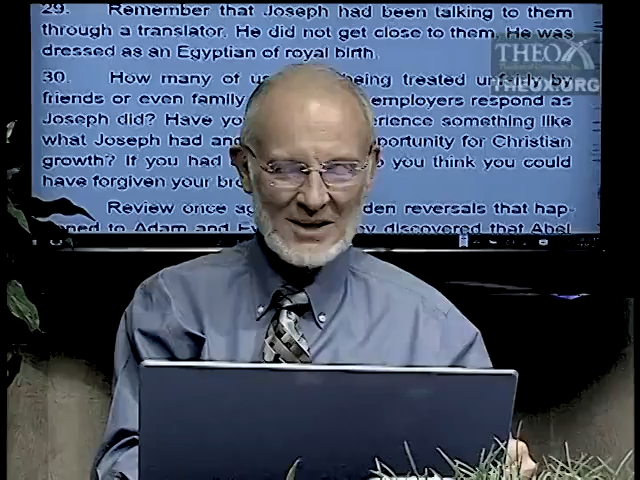 29. Remember that Joseph had been talking to them
through a translator. He did not get close to them. He was
dressed as an Egyptian of royal birth.
THEOX
THEOX.ORG
30. How many of us being treated unfairly by
friends or even family employers respond as
Joseph did? Have you experience something like
what Joseph had and opportunity for Christian
growth? If you had you think you could
have forgiven your
Review once reversals that hap-
pened to Adam and discovered that Abel